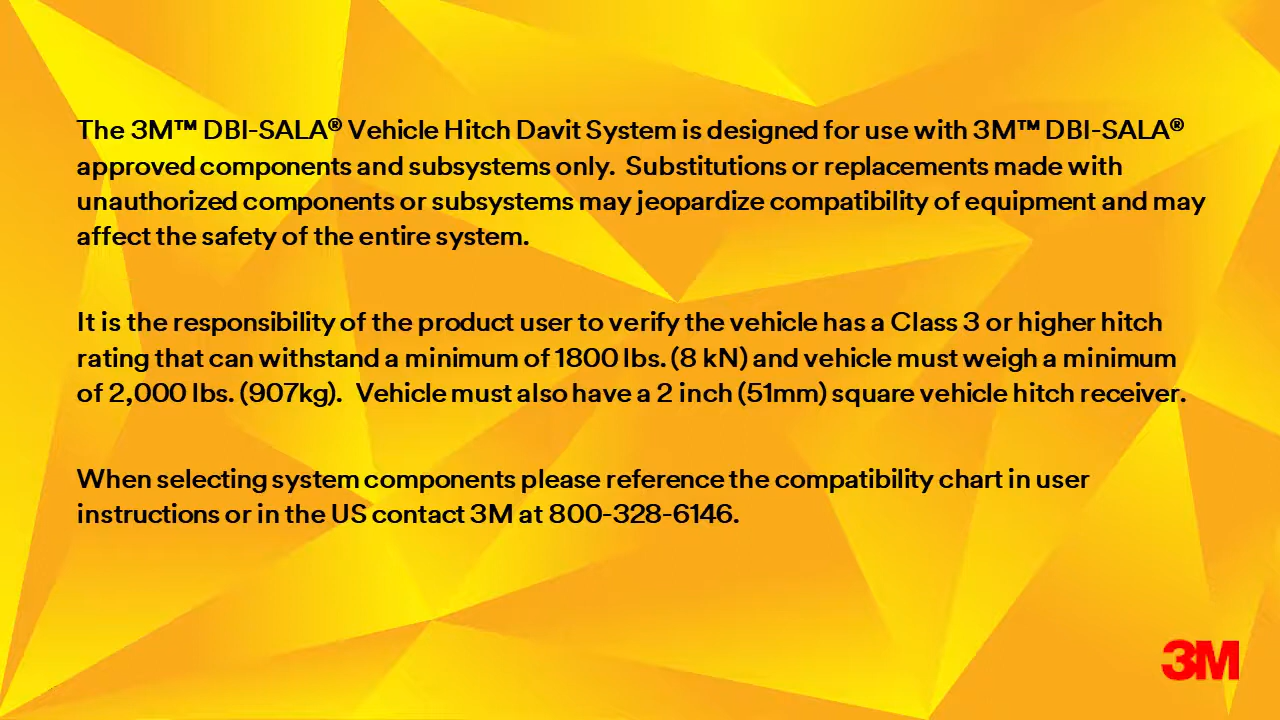 The 3M™ DBI-SALA® Vehicle Hitch Davit System is designed for use with 3M™ DBI-SALA®
approved components and subsystems only.  Substitutions or replacements made with
unauthorized components or subsystems may jeopardize compatibility of equipment and may
affect the safety of the entire system.
It is the responsibility of the product user to verify the vehicle has a Class 3 or higher hitch
rating that can withstand a minimum of 1800 lbs. (8 kN) and vehicle must weigh a minimum
of 2,000 lbs. (907kg).  Vehicle must also have a 2 inch (51mm) square vehicle hitch receiver.
When selecting system components please reference the compatibility chart in user
instructions or in the US contact 3M at 800-328-6146.
3M